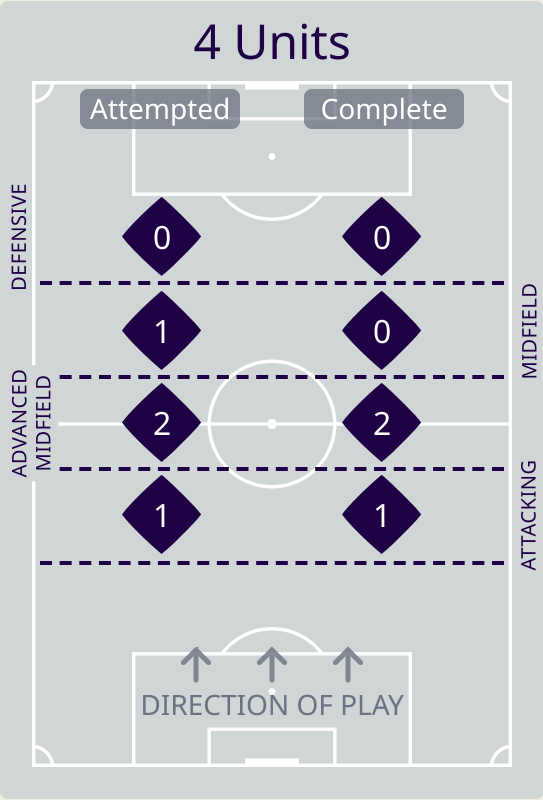 4 Units
Attempted
Complete
DEFENSIVE
0
0
MIDFIELD
1
0
ADVANCED
MIDFIELD
2
2
ATTACKING
1
1
DIRECTION OF PLAY